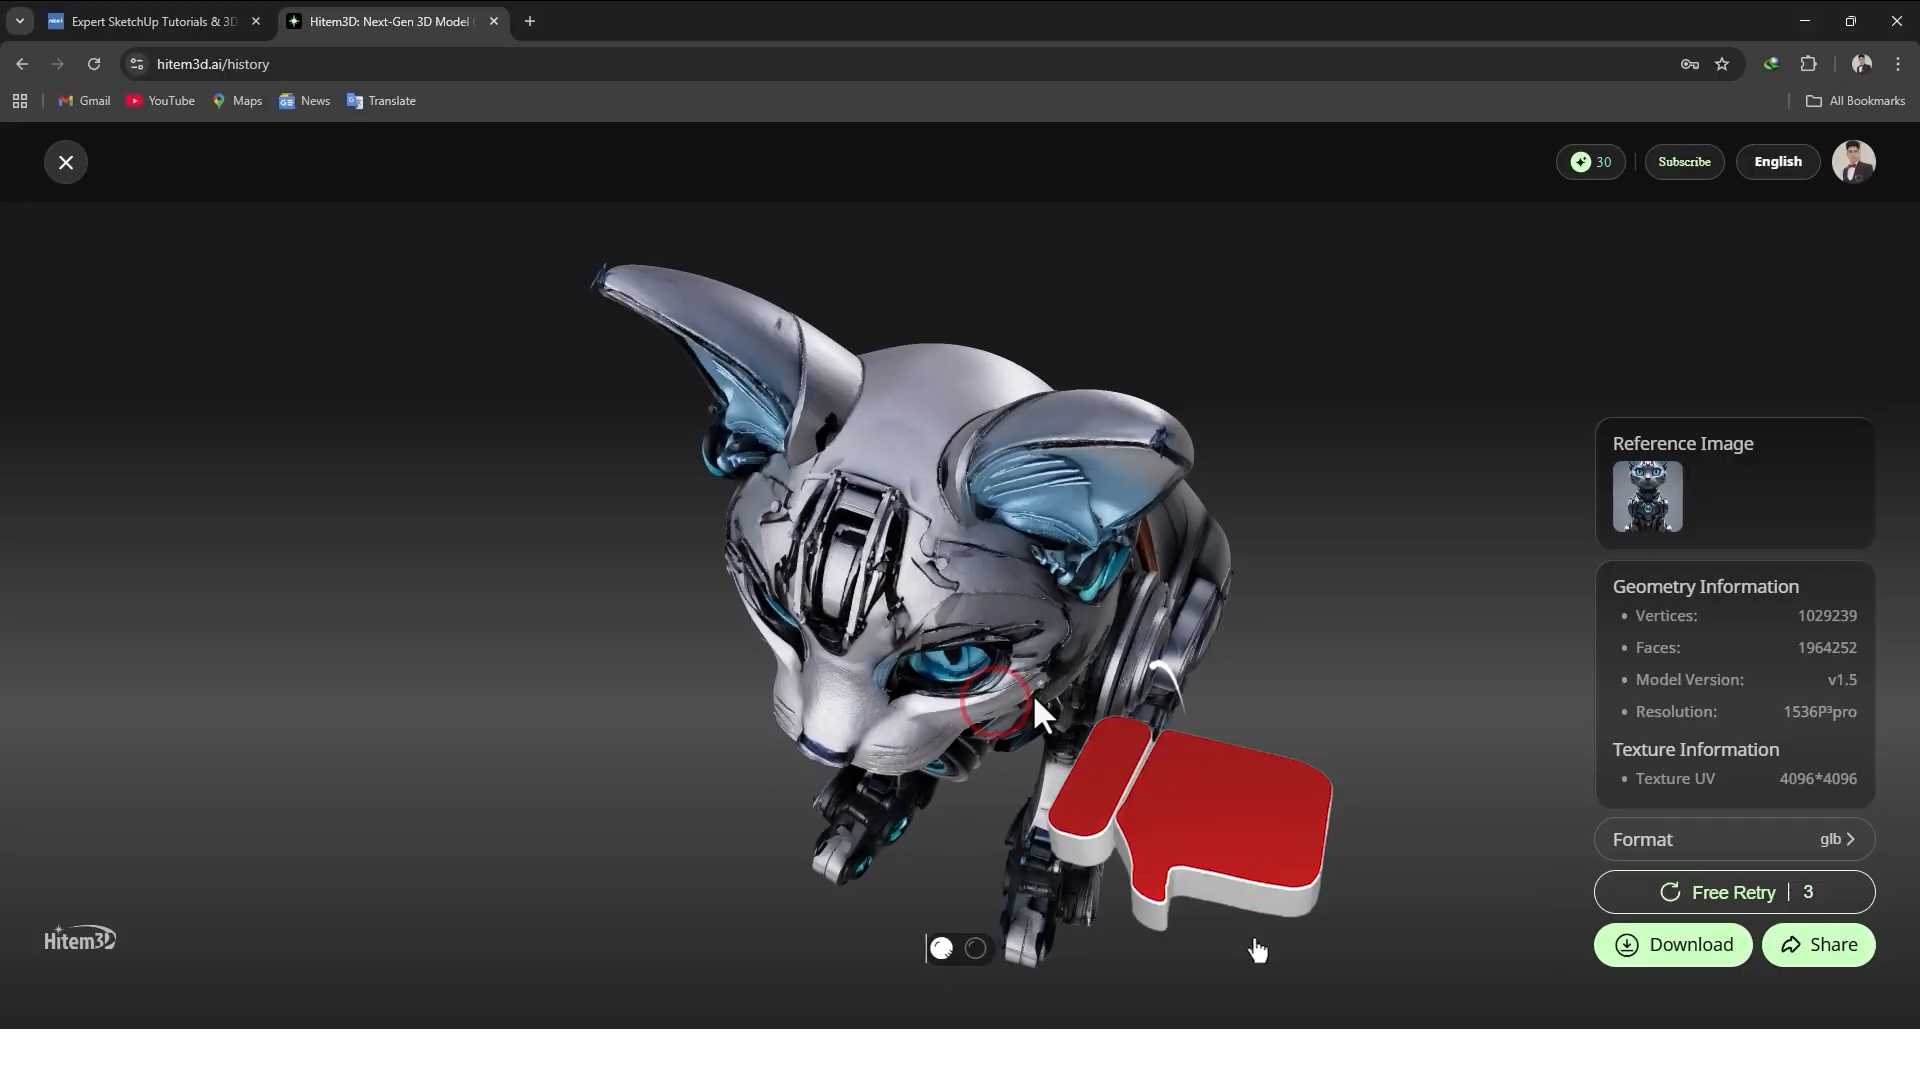 Expert SketchUp Tutorials & 3D
Hitem3D: Next-Gen 3D Model
hitem3d.ai/history
Gmail
YouTube
Maps
News
Translate
All Bookmarks
30
Subscribe
English
Reference Image
Geometry Information
• Vertices: 1029239
• Faces: 1964252
• Model Version: v1.5
• Resolution: 1536P³pro
Texture Information
• Texture UV 4096*4096
Format glb
Free Retry | 3
Download
Share
Hitem3D